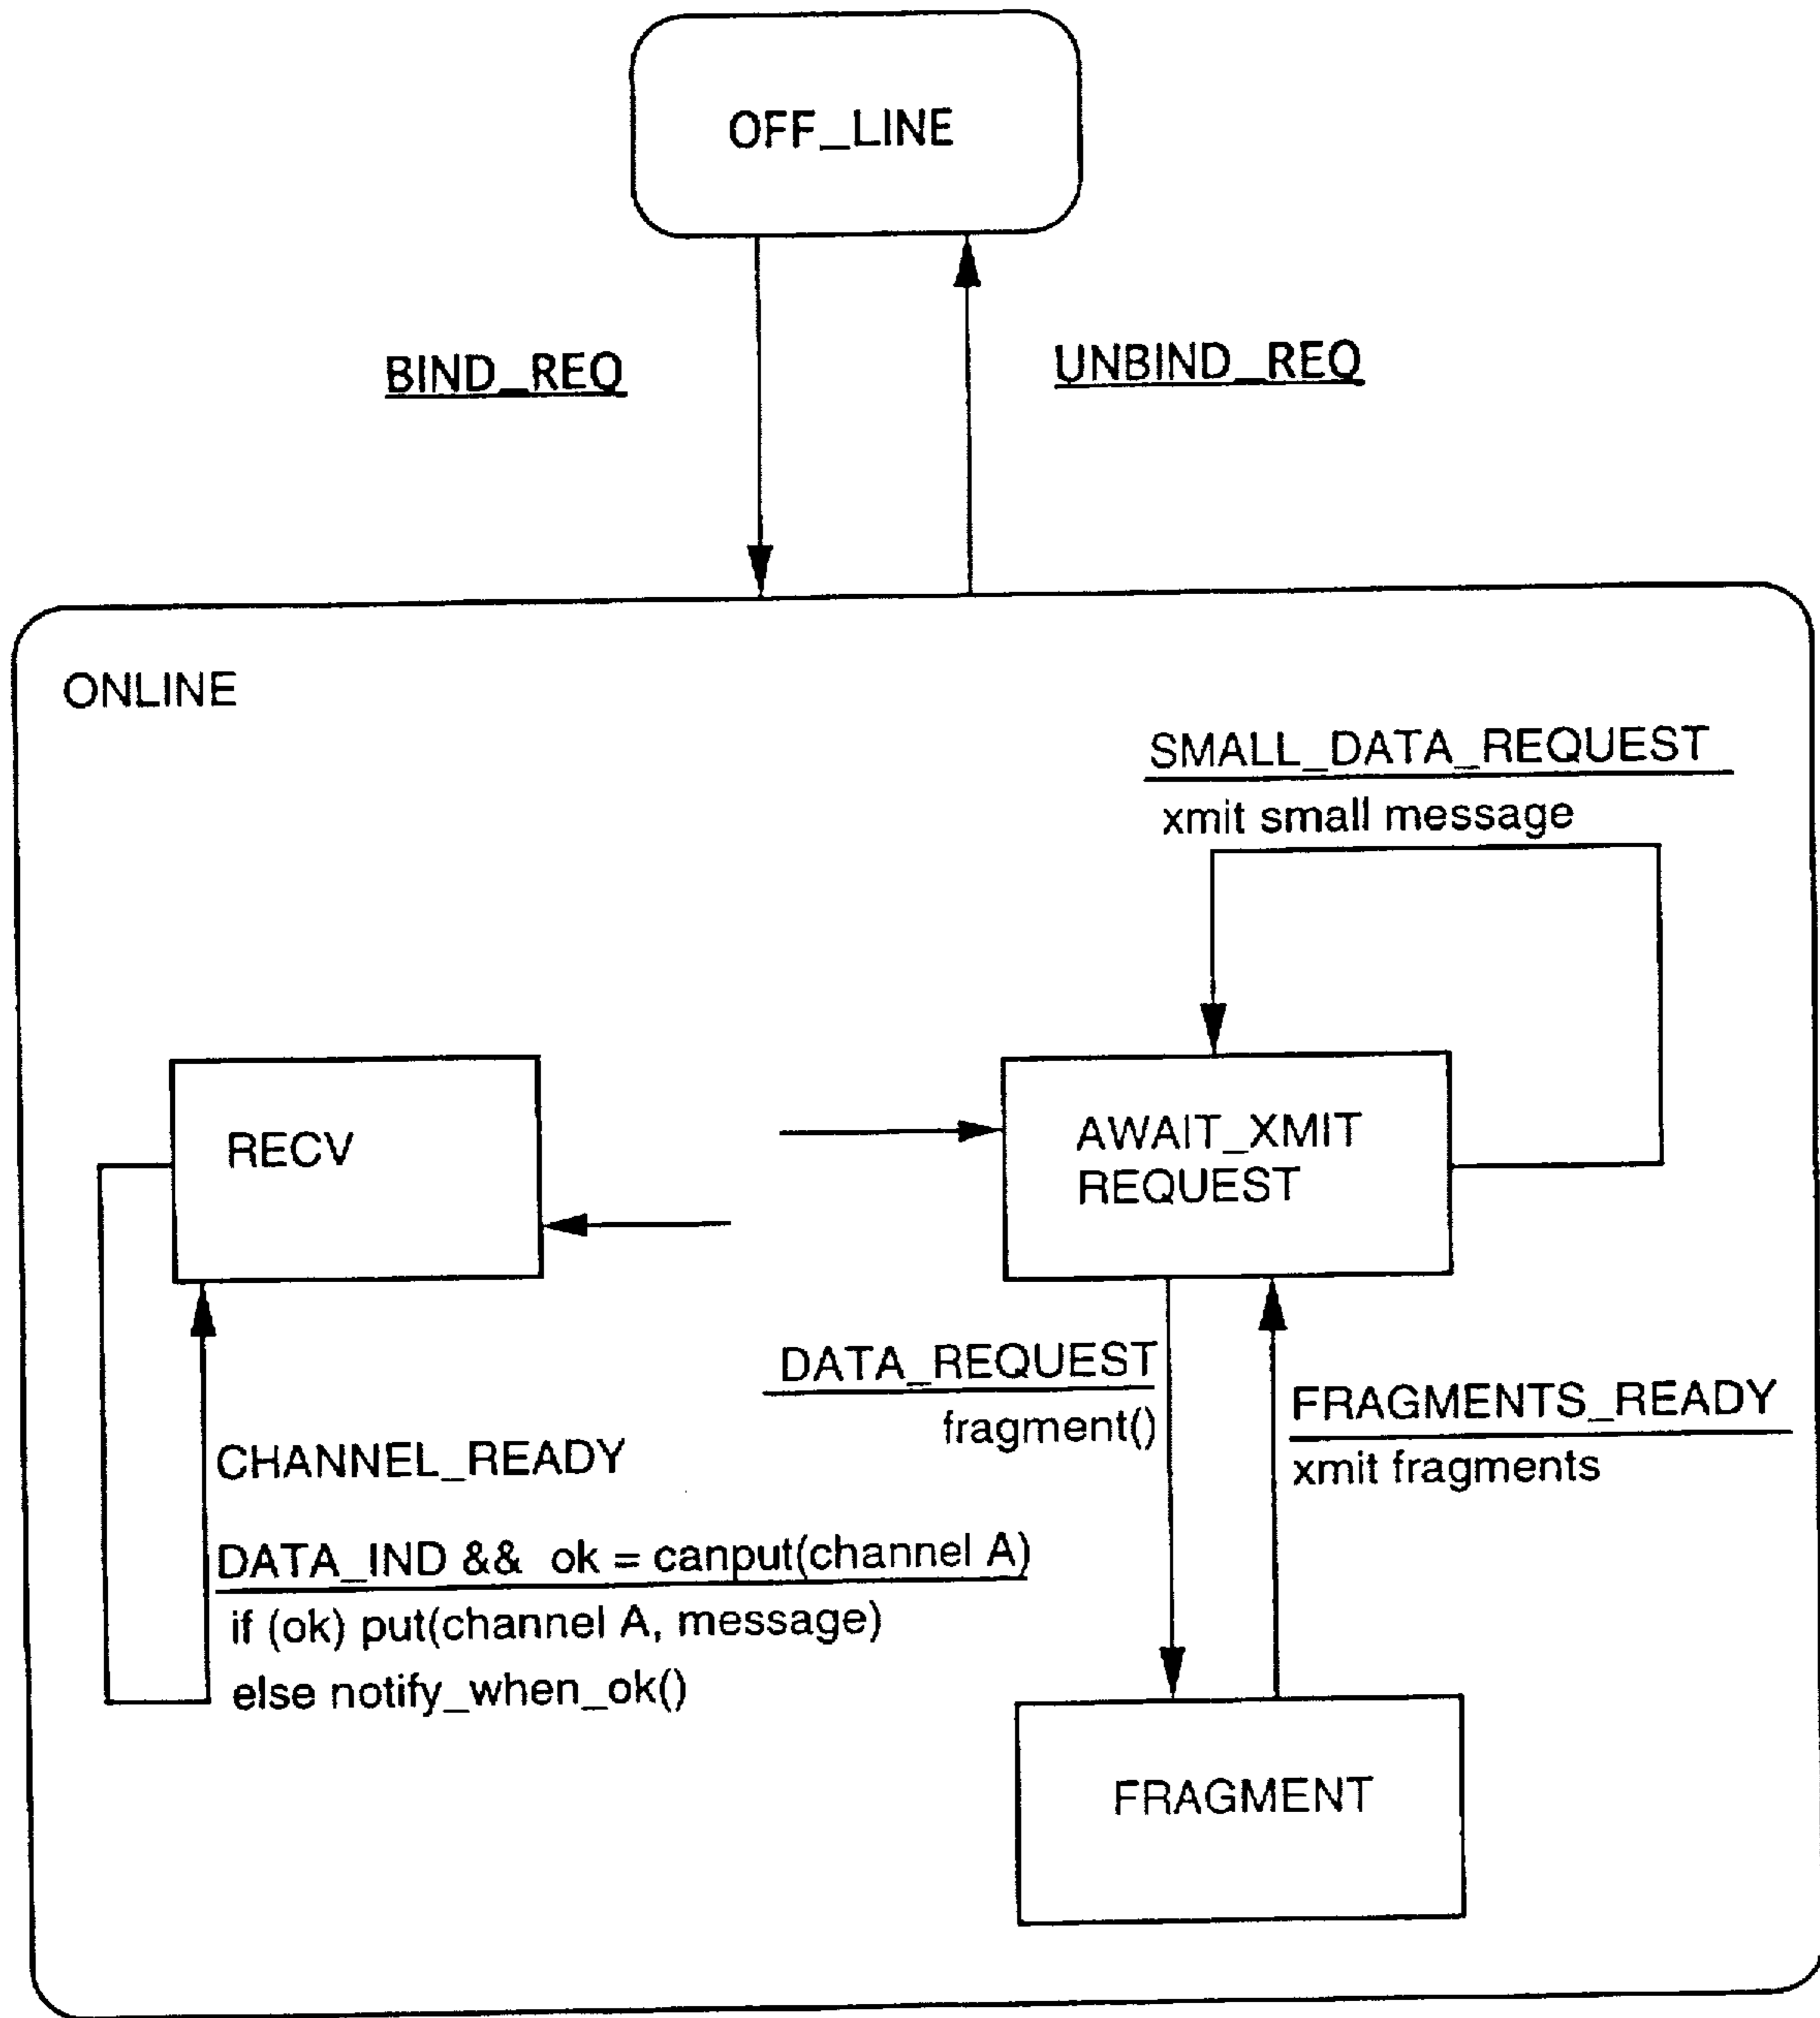 OFF_LINE
BIND_REQ
UNBIND_REQ
ONLINE
SMALL_DATA_REQUEST
xmit small message
RECV
AWAIT_XMIT
REQUEST
DATA_REQUEST
fragment()
FRAGMENTS_READY
xmit fragments
CHANNEL_READY
DATA_IND && ok = canput(channel A)
if (ok) put(channel A, message)
else notify_when_ok()
FRAGMENT